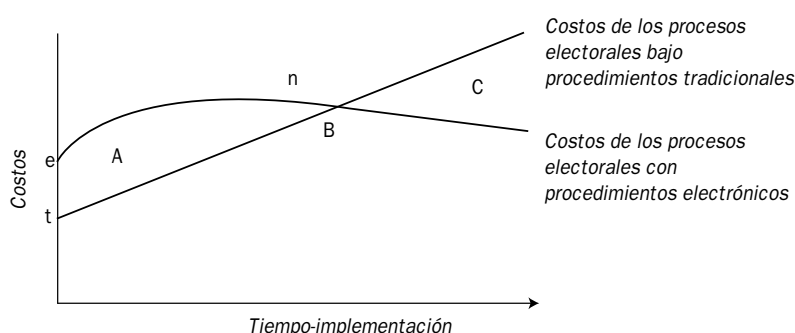 Costos de los procesos
electorales bajo
procedimientos tradicionales
n
C
B
A
e
t
Costos
Costos de los procesos
electorales con
procedimientos electrónicos
Tiempo-implementación